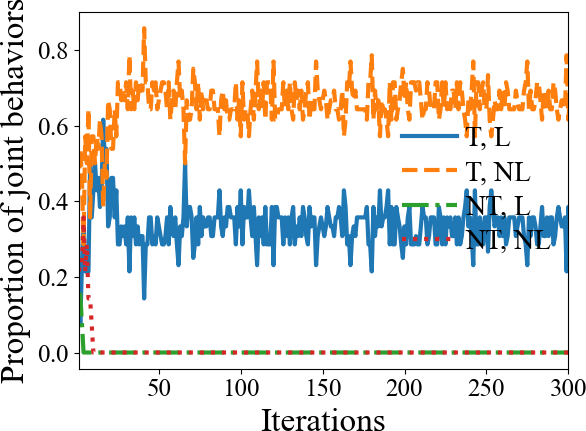 Proportion of joint behaviors
0.8
0.6
0.4
0.2
0.0
T, L
T, NL
NT, L
NT, NL
50
100
150
200
250
300
Iterations